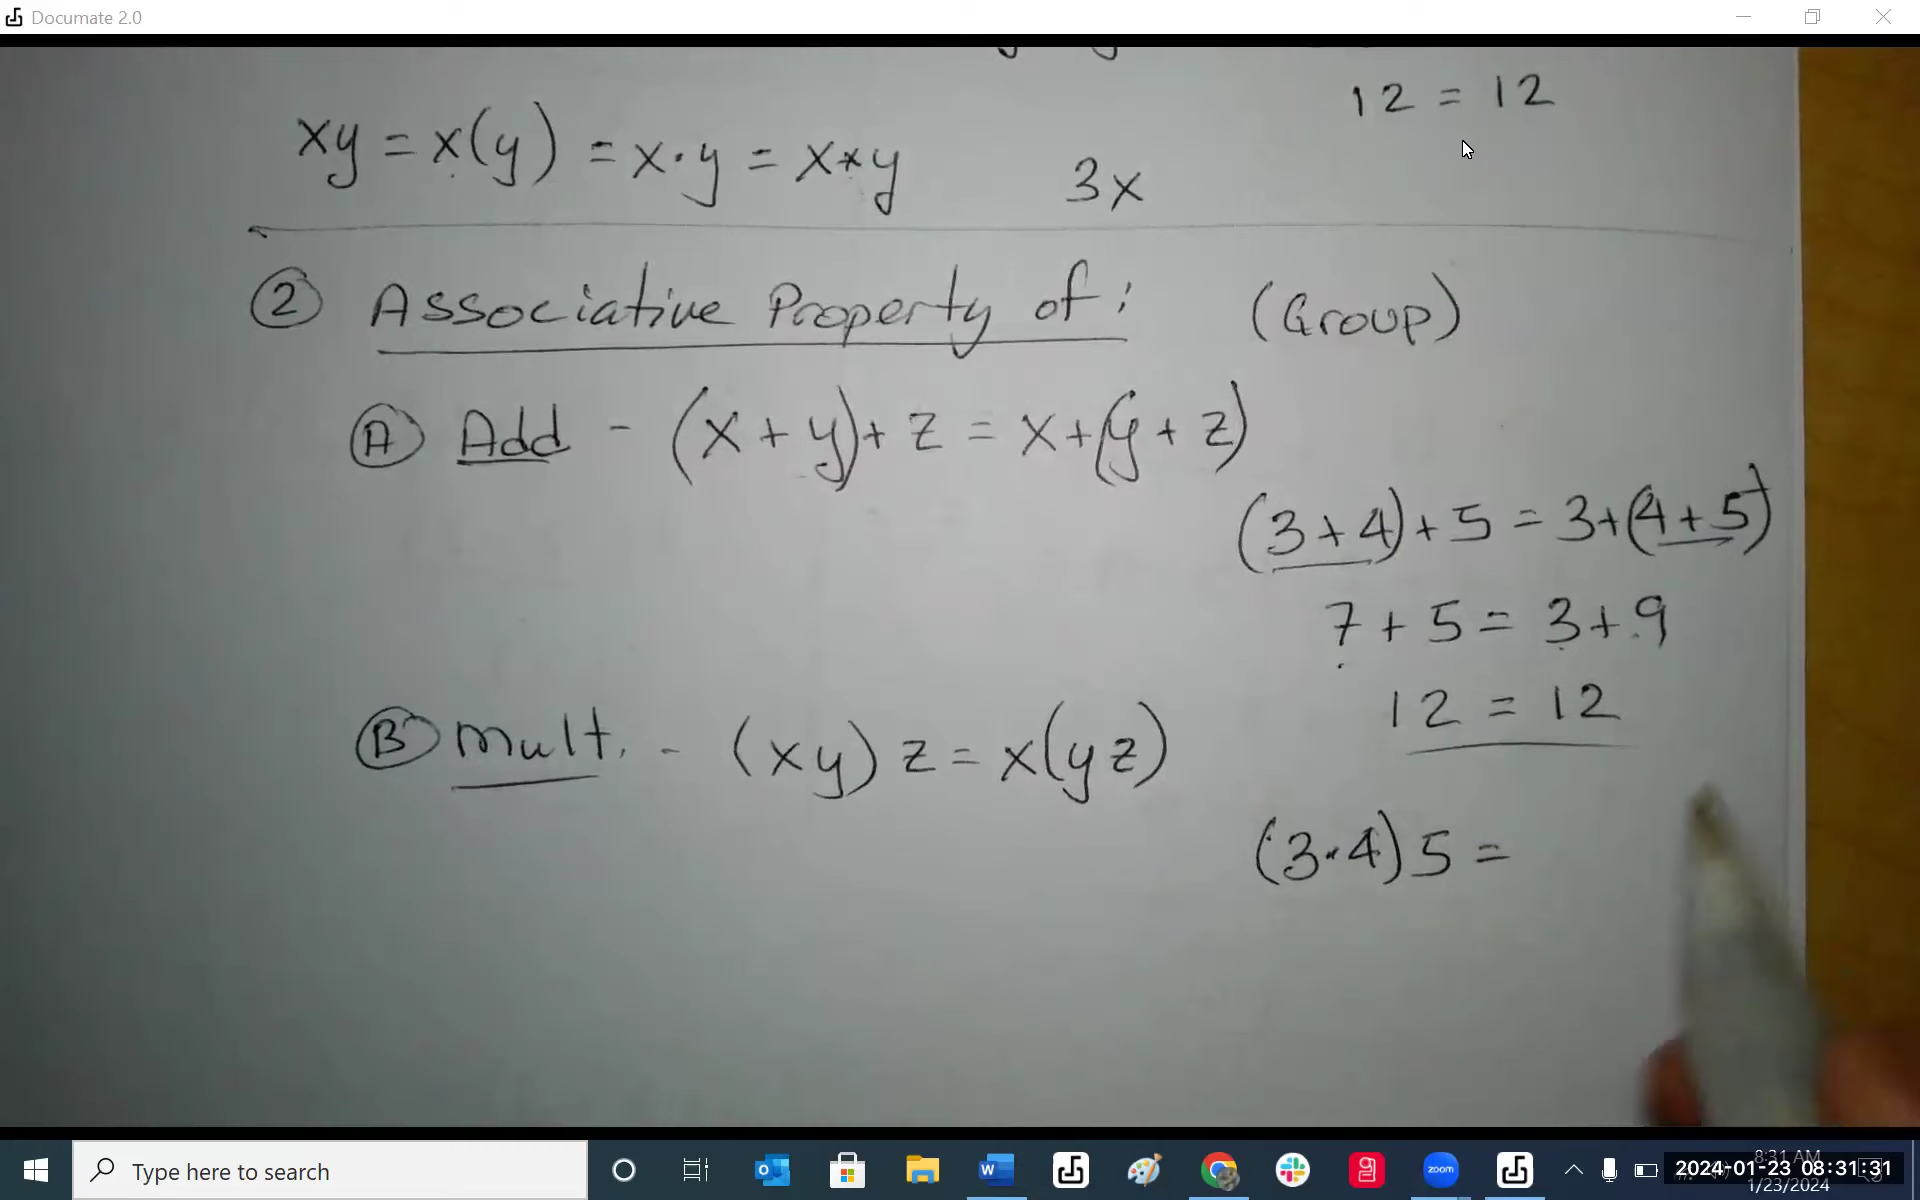 Documate 2.0
12 = 12
xy = x(y) = x·y = x*y
3x
② Associative Property of: (Group)
Ⓐ Add - (x + y) + z = x + (y + z)
(3 + 4) + 5 = 3 + (4 + 5)
7 + 5 = 3 + 9
12 = 12
Ⓑ Mult. - (xy) z = x(yz)
(3·4) 5 =
Type here to search
zoom
8:31 AM
2024-01-23 08:31:31
1/23/2024